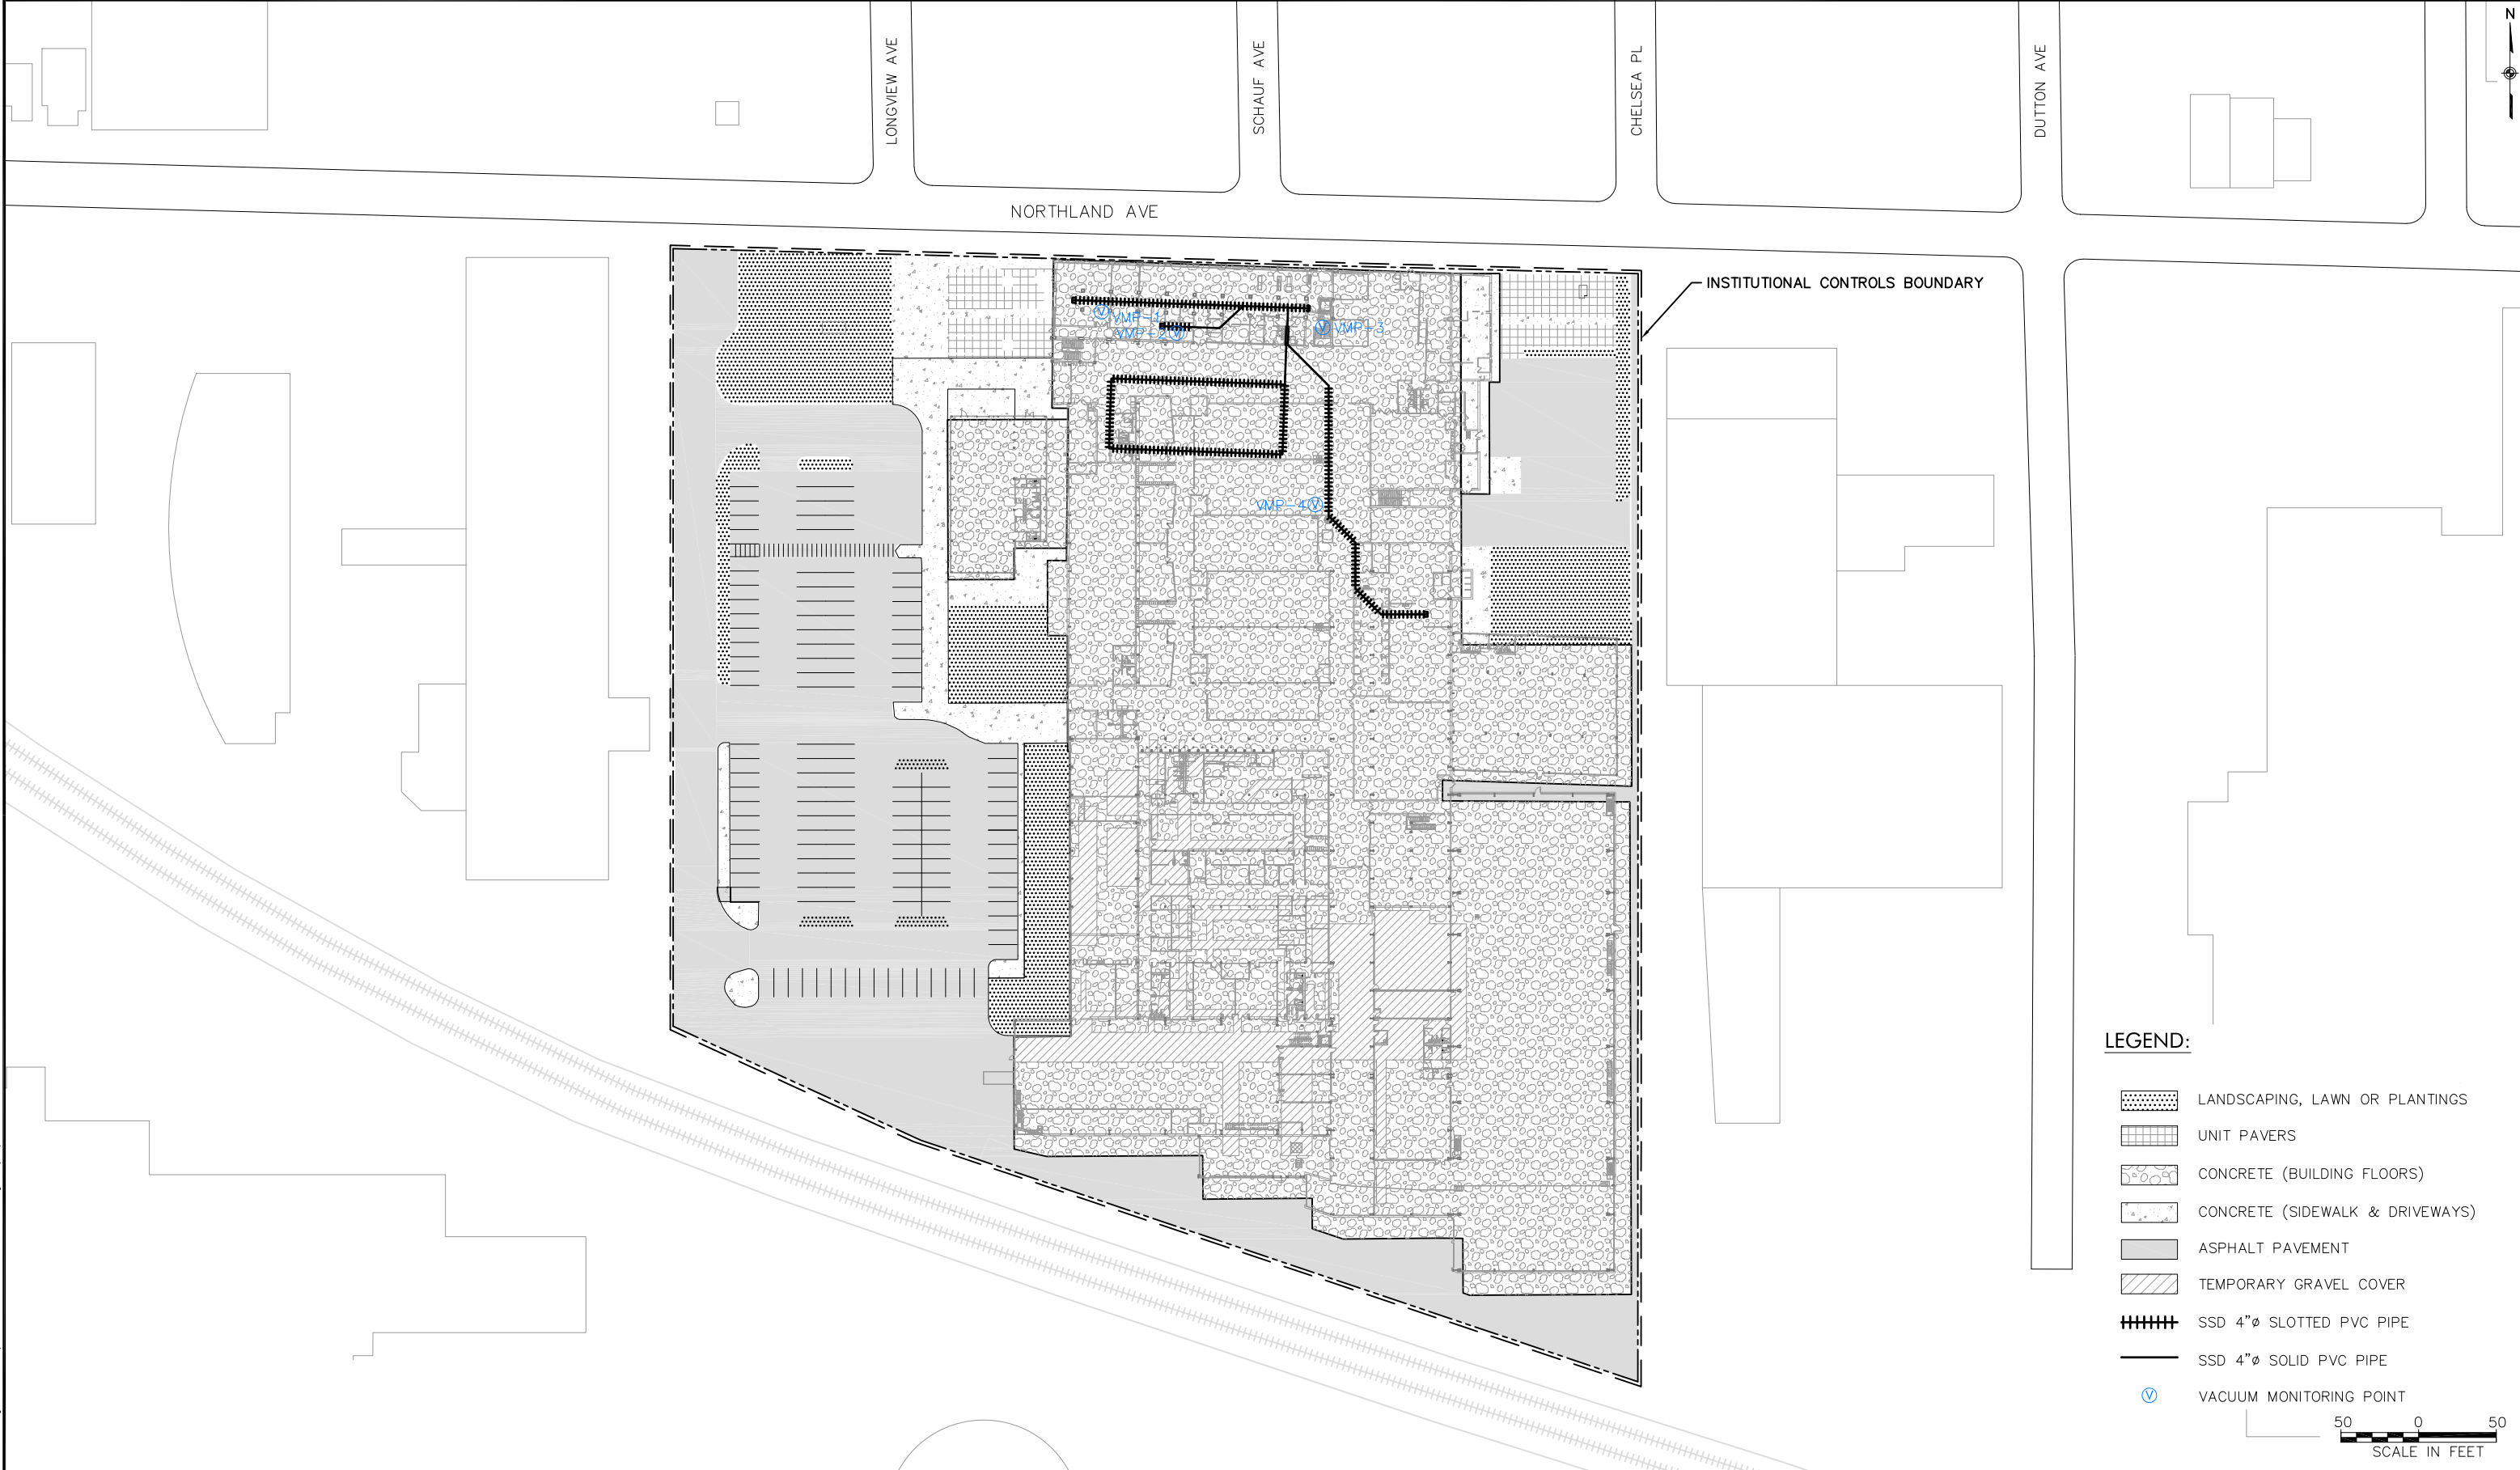 N
LONGVIEW AVE
SCHAUF AVE
CHELSEA PL
DUTTON AVE
NORTHLAND AVE
INSTITUTIONAL CONTROLS BOUNDARY
VMP-1
VMP-2 V
V VMP-3
V
VMP-4 V
LEGEND:
LANDSCAPING, LAWN OR PLANTINGS
UNIT PAVERS
CONCRETE (BUILDING FLOORS)
CONCRETE (SIDEWALK & DRIVEWAYS)
ASPHALT PAVEMENT
TEMPORARY GRAVEL COVER
SSD 4"ø SLOTTED PVC PIPE
SSD 4"ø SOLID PVC PIPE
V VACUUM MONITORING POINT
50 0 50
SCALE IN FEET